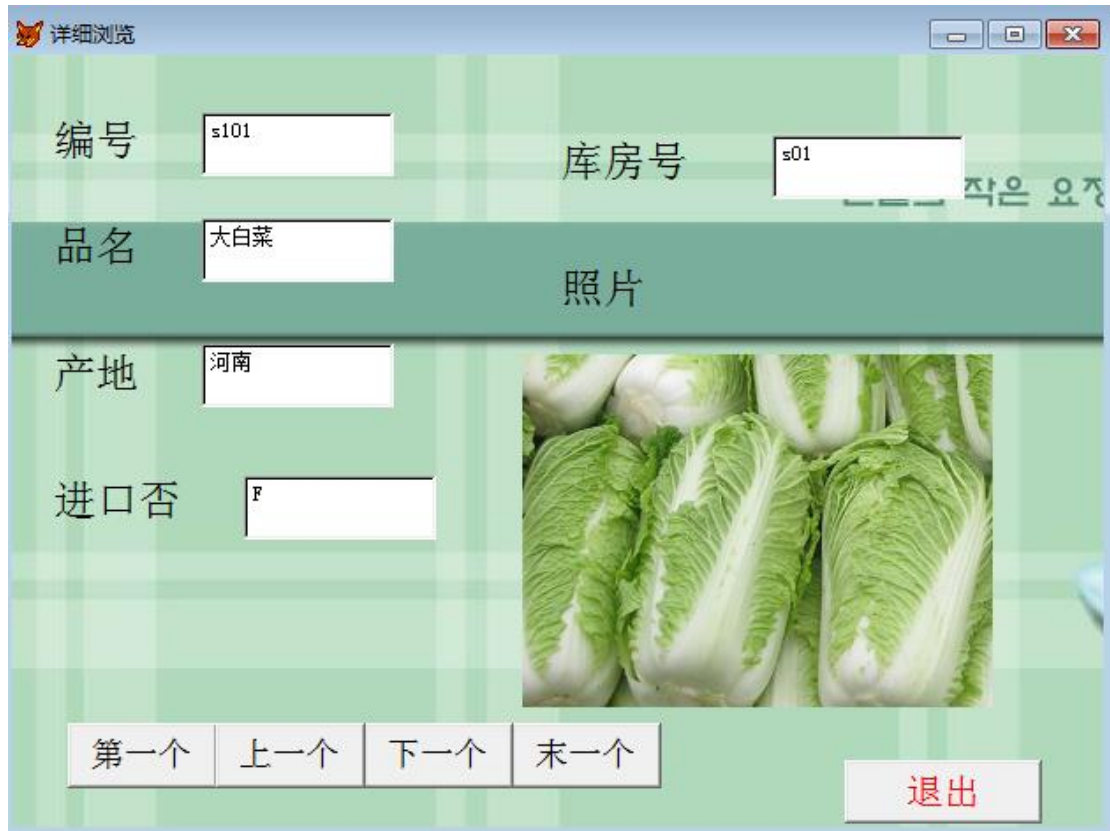 详细浏览
编号 s101
库房号 s01
작은 요정
品名 大白菜
照片
产地 河南
进口否 F
第一个 上一个 下一个 末一个
退出